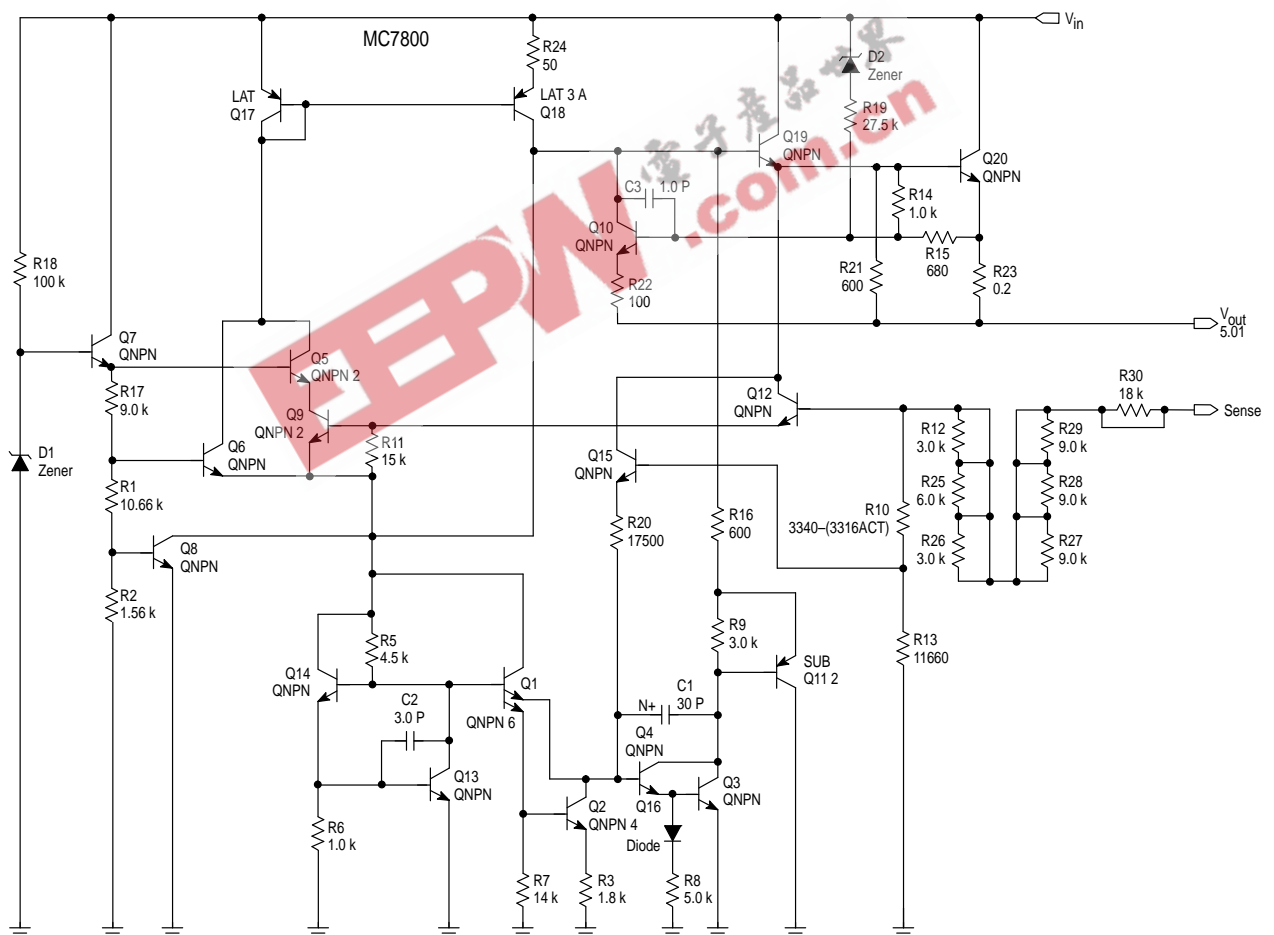 MC7800
Vin
R24
50
D2
Zener
LAT
Q17
LAT 3 A
Q18
R19
27.5 k
Q19
QNPN
Q20
QNPN
C3
1.0 P
R14
1.0 k
Q10
QNPN
R15
680
R18
100 k
R21
600
R23
0.2
R22
100
Vout
5.01
Q7
QNPN
Q5
QNPN 2
R17
9.0 k
Q12
QNPN
R30
18 k
Sense
Q9
QNPN 2
R11
15 k
R12
3.0 k
R29
9.0 k
Q6
QNPN
D1
Zener
Q15
QNPN
R1
10.66 k
R25
6.0 k
R28
9.0 k
R16
600
R10
3340–(3316ACT)
R20
17500
R26
3.0 k
R27
9.0 k
Q8
QNPN
R2
1.56 k
R9
3.0 k
R13
11660
R5
4.5 k
SUB
Q11 2
Q14
QNPN
Q1
QNPN 6
C2
3.0 P
N+
C1
30 P
Q4
QNPN
Q13
QNPN
Q3
QNPN
Q16
Q2
QNPN 4
R6
1.0 k
Diode
R7
14 k
R3
1.8 k
R8
5.0 k
EEPW.com.cn
電子產品世界